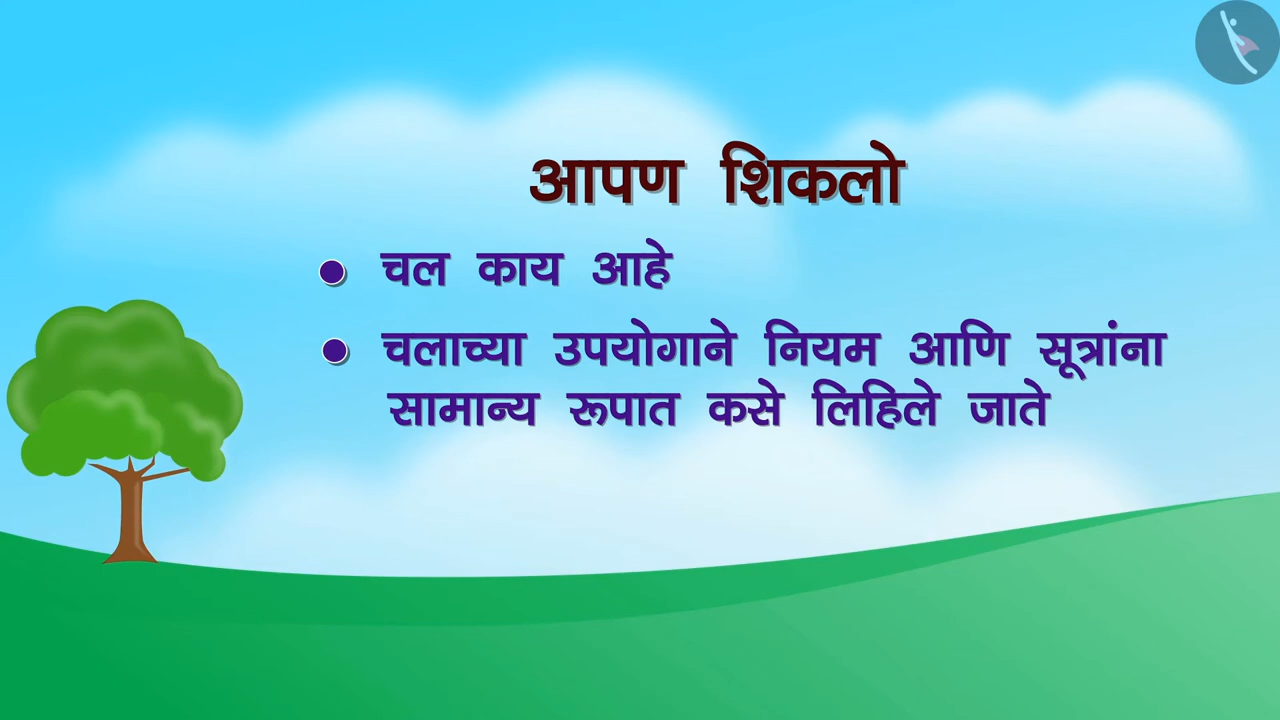 आपण शिकलो
• चल काय आहे
• चलाच्या उपयोगाने नियम आणि सूत्रांना
सामान्य रूपात कसे लिहिले जाते